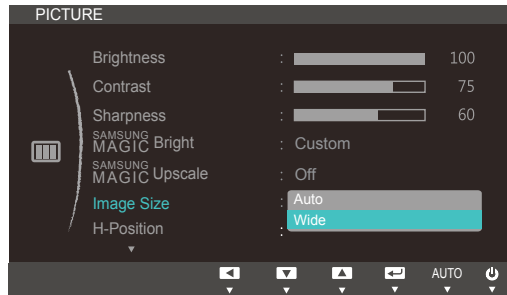 PICTURE
Brightness : 100
Contrast : 75
Sharpness : 60
SAMSUNG MAGIC Bright : Custom
SAMSUNG MAGIC Upscale : Off
Image Size : Auto
Wide
H-Position :
AUTO